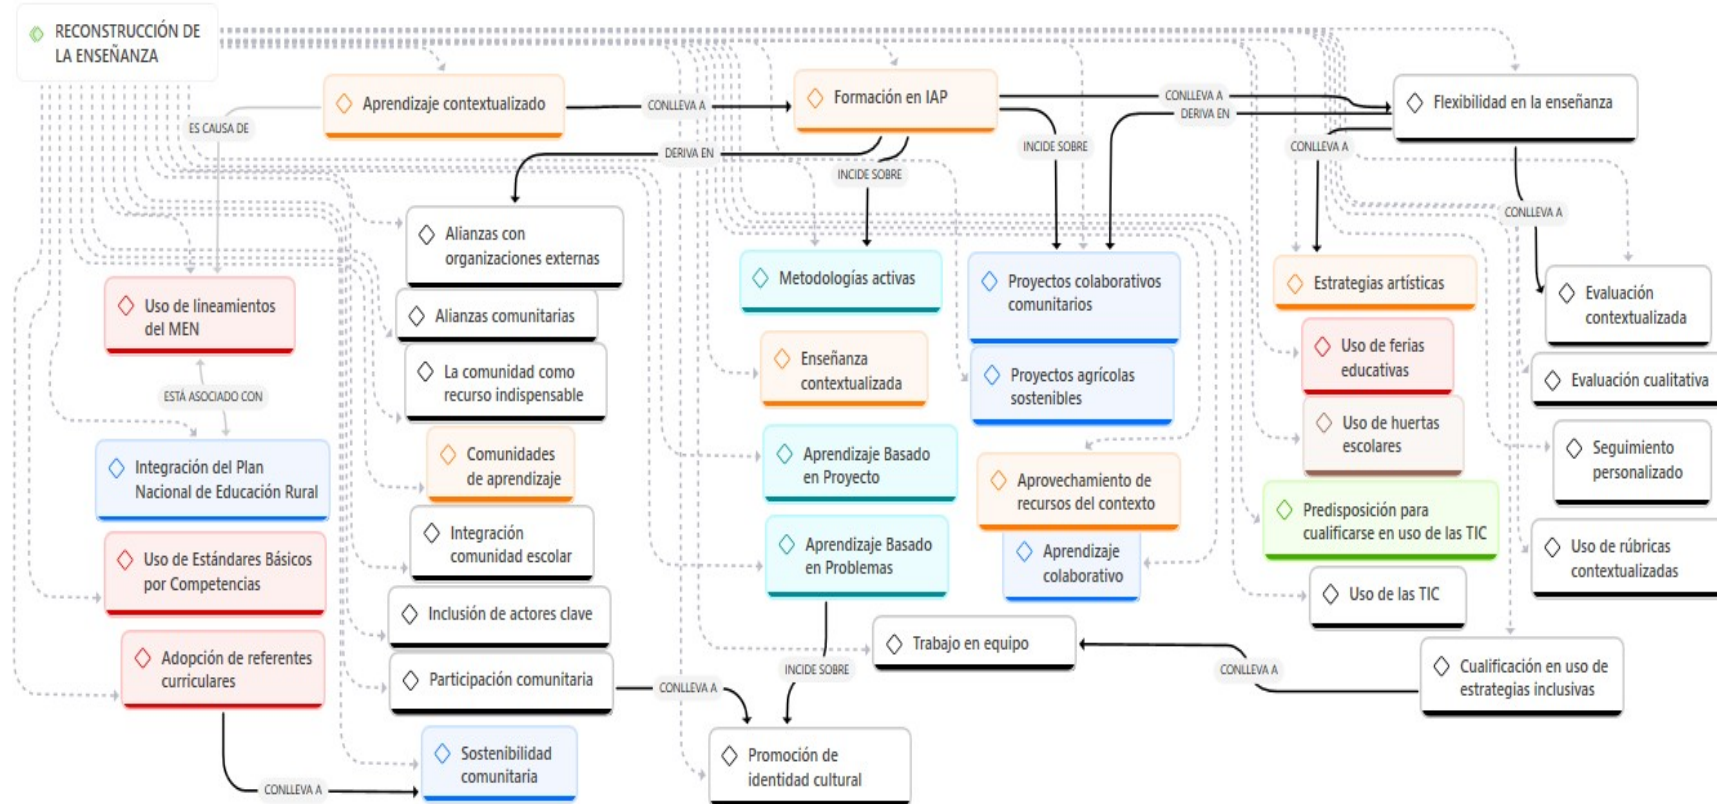 RECONSTRUCCIÓN DE
LA ENSEÑANZA
Aprendizaje contextualizado
CONLLEVA A
Formación en IAP
CONLLEVA A
DERIVA EN
Flexibilidad en la enseñanza
ES CAUSA DE
DERIVA EN
INCIDE SOBRE
INCIDE SOBRE
CONLLEVA A
CONLLEVA A
Uso de lineamientos
del MEN
ESTÁ ASOCIADO CON
Integración del Plan
Nacional de Educación Rural
Uso de Estándares Básicos
por Competencias
Adopción de referentes
curriculares
CONLLEVA A
Alianzas con
organizaciones externas
Alianzas comunitarias
La comunidad como
recurso indispensable
Comunidades
de aprendizaje
Integración
comunidad escolar
Inclusión de actores clave
Participación comunitaria
CONLLEVA A
Sostenibilidad
comunitaria
Metodologías activas
Enseñanza
contextualizada
Aprendizaje Basado
en Proyecto
Aprendizaje Basado
en Problemas
INCIDE SOBRE
Promoción de
identidad cultural
Proyectos colaborativos
comunitarios
Proyectos agrícolas
sostenibles
Aprovechamiento de
recursos del contexto
Aprendizaje
colaborativo
Trabajo en equipo
CONLLEVA A
Estrategias artísticas
Uso de ferias
educativas
Uso de huertas
escolares
Predisposición para
cualificarse en uso de las TIC
Uso de las TIC
Evaluación
contextualizada
Evaluación cualitativa
Seguimiento
personalizado
Uso de rúbricas
contextualizadas
Cualificación en uso de
estrategias inclusivas